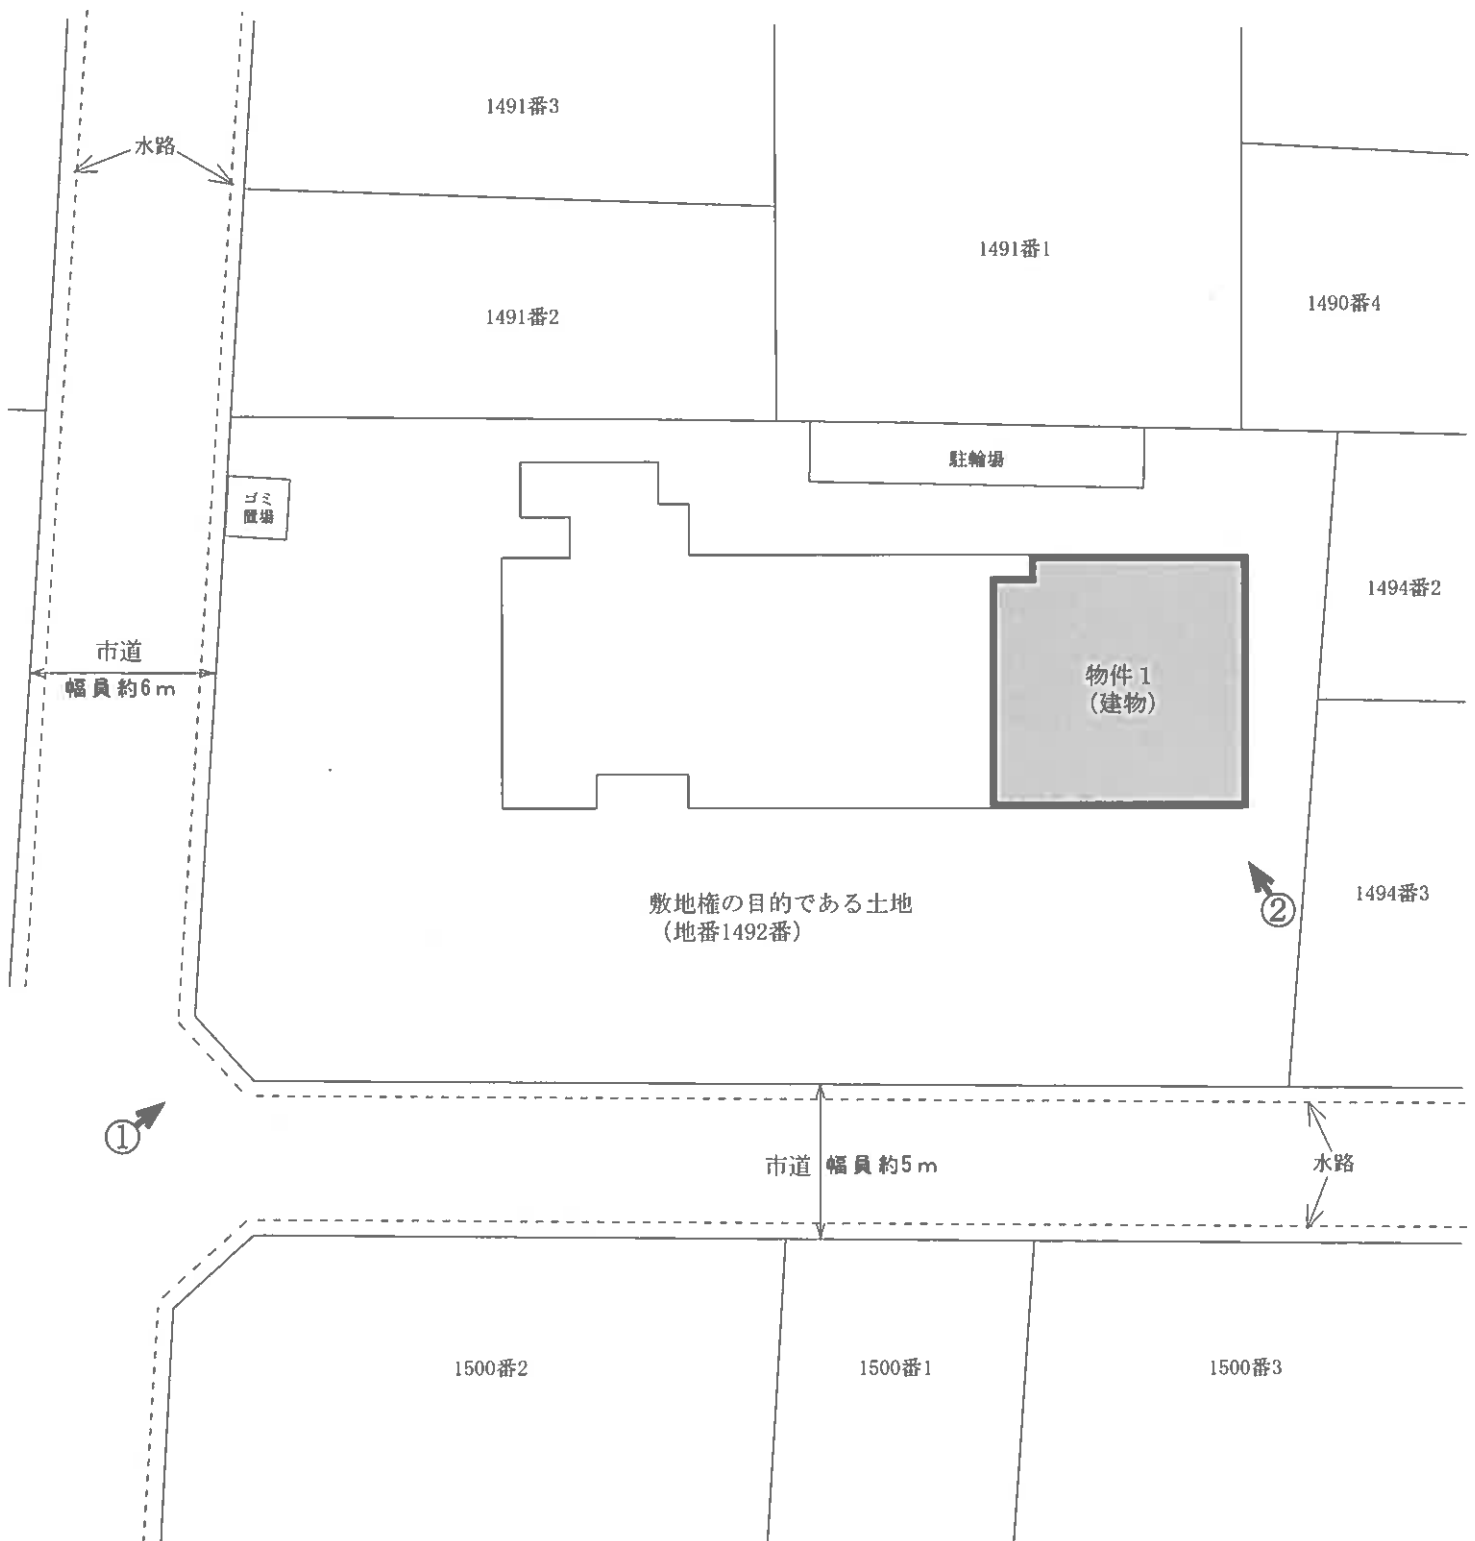 1491番3
水路
1491番1
1490番4
1491番2
駐輪場
ゴミ
置場
1494番2
市道
幅員約6m
物件1
(建物)
敷地権の目的である土地
(地番1492番)
1494番3
②
①
市道 幅員約5m
水路
1500番2
1500番1
1500番3